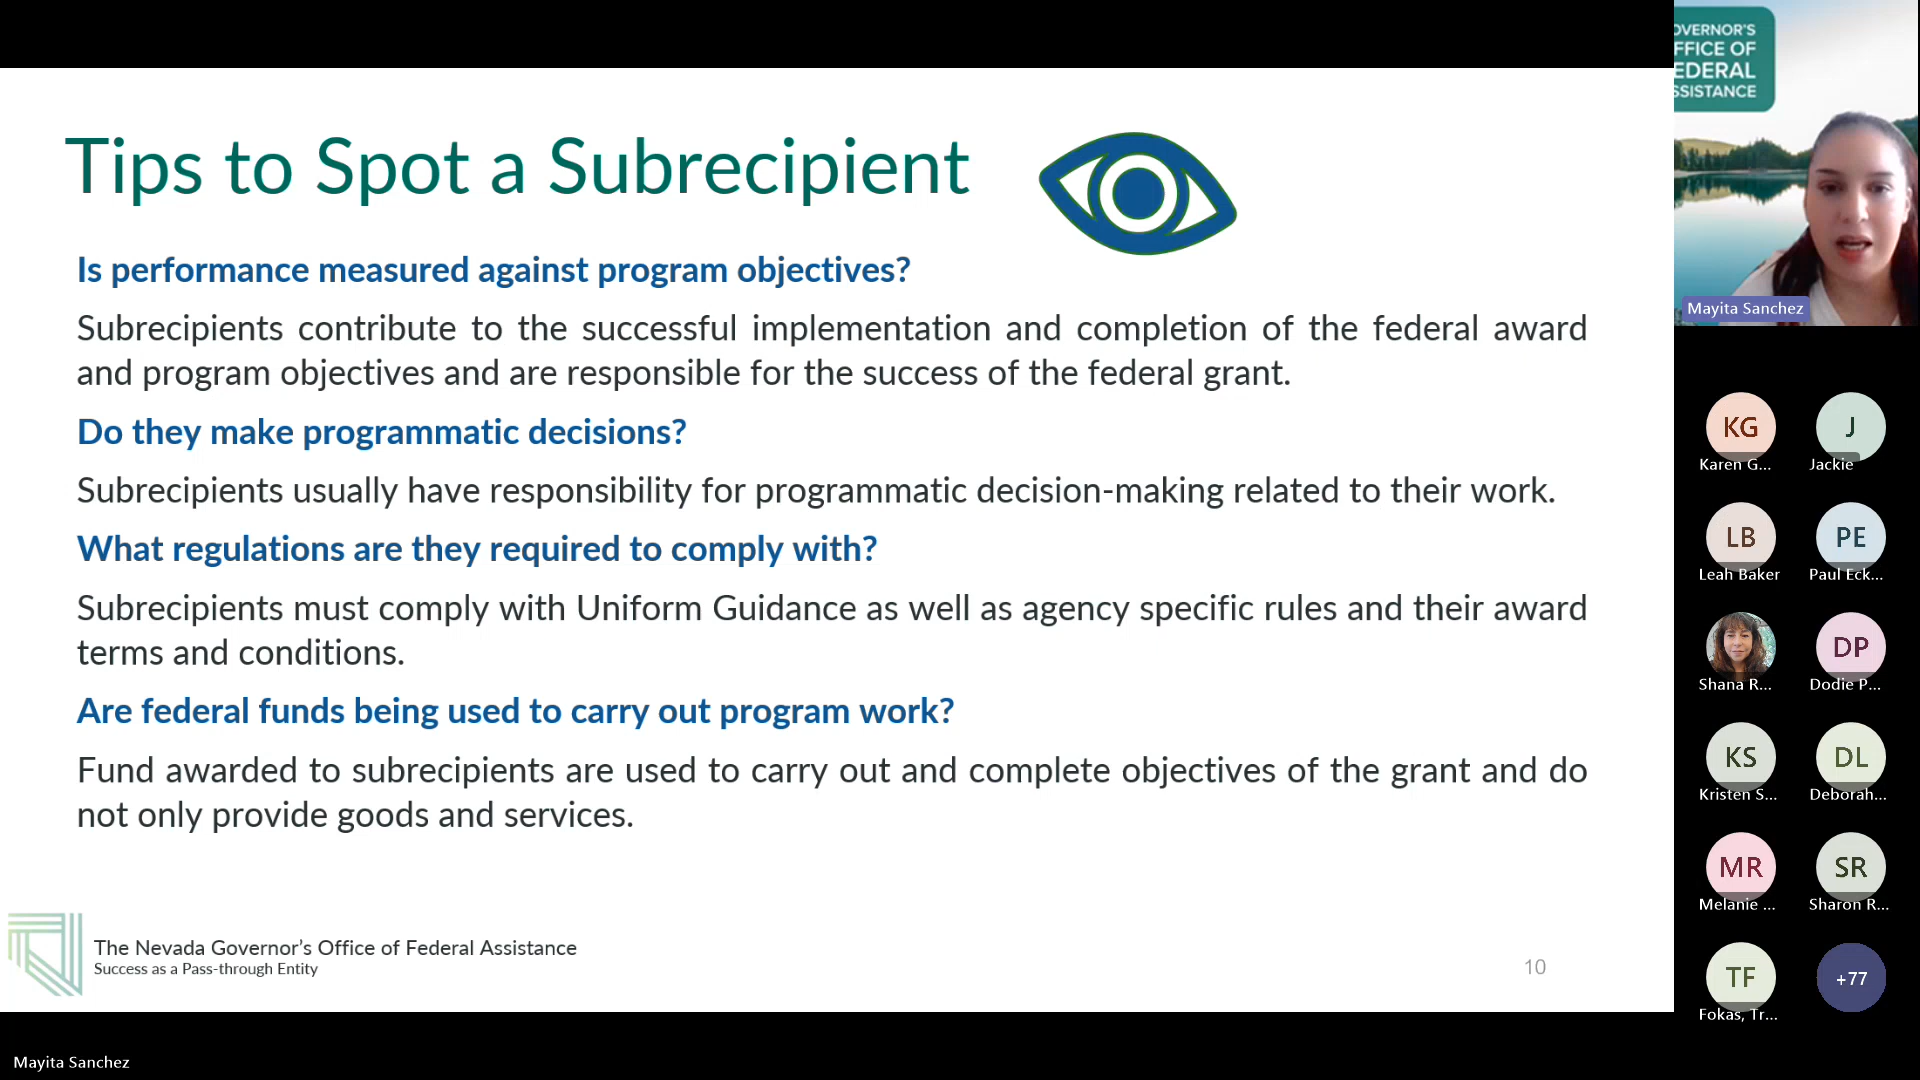 Tips to Spot a Subrecipient
Is performance measured against program objectives?
Subrecipients contribute to the successful implementation and completion of the federal award
and program objectives and are responsible for the success of the federal grant.
Do they make programmatic decisions?
Subrecipients usually have responsibility for programmatic decision-making related to their work.
What regulations are they required to comply with?
Subrecipients must comply with Uniform Guidance as well as agency specific rules and their award
terms and conditions.
Are federal funds being used to carry out program work?
Fund awarded to subrecipients are used to carry out and complete objectives of the grant and do
not only provide goods and services.
The Nevada Governor’s Office of Federal Assistance
Success as a Pass-through Entity
10
Mayita Sanchez
OVERNOR'S
FFICE OF
EDERAL
SSISTANCE
Mayita Sanchez
KG
Karen G...
J
Jackie
LB
Leah Baker
PE
Paul Eck...
Shana R...
DP
Dodie P...
KS
Kristen S...
DL
Deborah...
MR
Melanie ...
SR
Sharon R...
TF
Fokas, Tr...
+77